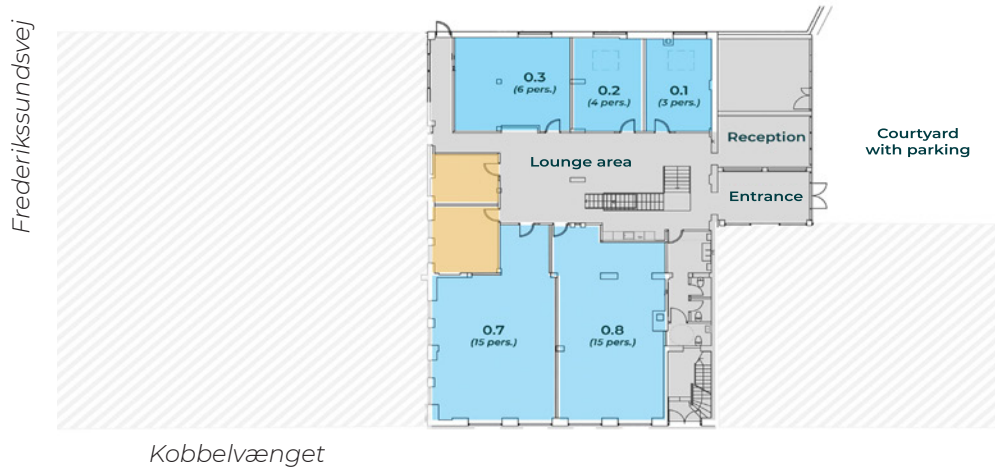 Frederikssundsvej
0.3
(6 pers.)
0.2
(4 pers.)
0.1
(3 pers.)
Reception
Courtyard
with parking
Lounge area
Entrance
0.7
(15 pers.)
0.8
(15 pers.)
Kobbelvænget